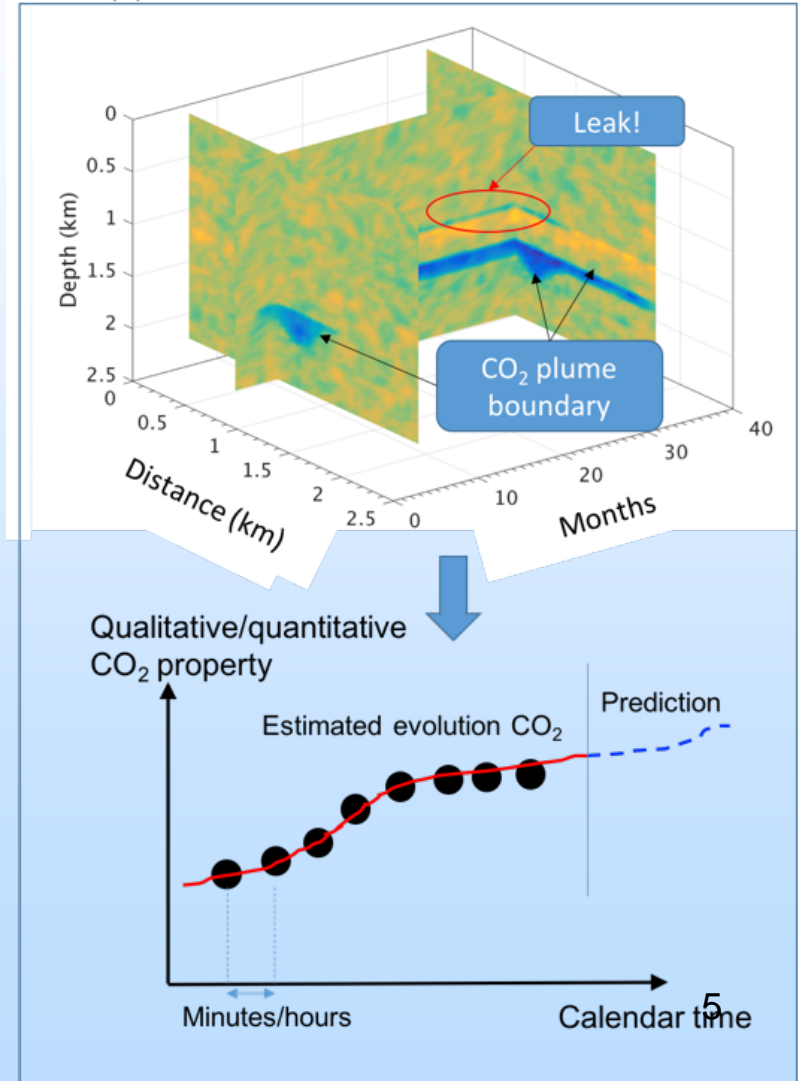 Leak!
0
0.5
1
1.5
2
2.5
Depth (km)
CO₂ plume
boundary
0
0.5
1
1.5
2
2.5
Distance (km)
0
10
20
30
40
Months
Qualitative/quantitative
CO₂ property
Prediction
Estimated evolution CO₂
Minutes/hours
Calendar time
5